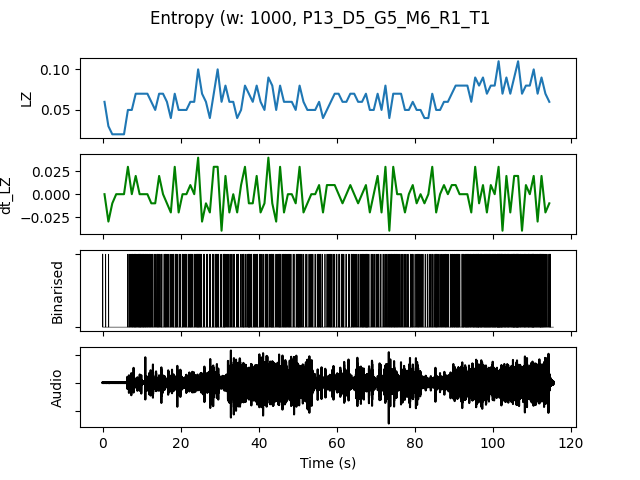 Entropy (w: 1000, P13_D5_G5_M6_R1_T1
0.10
0.05
LZ
0.025
0.000
−0.025
dt_LZ
Binarised
Audio
0 20 40 60 80 100 120
Time (s)